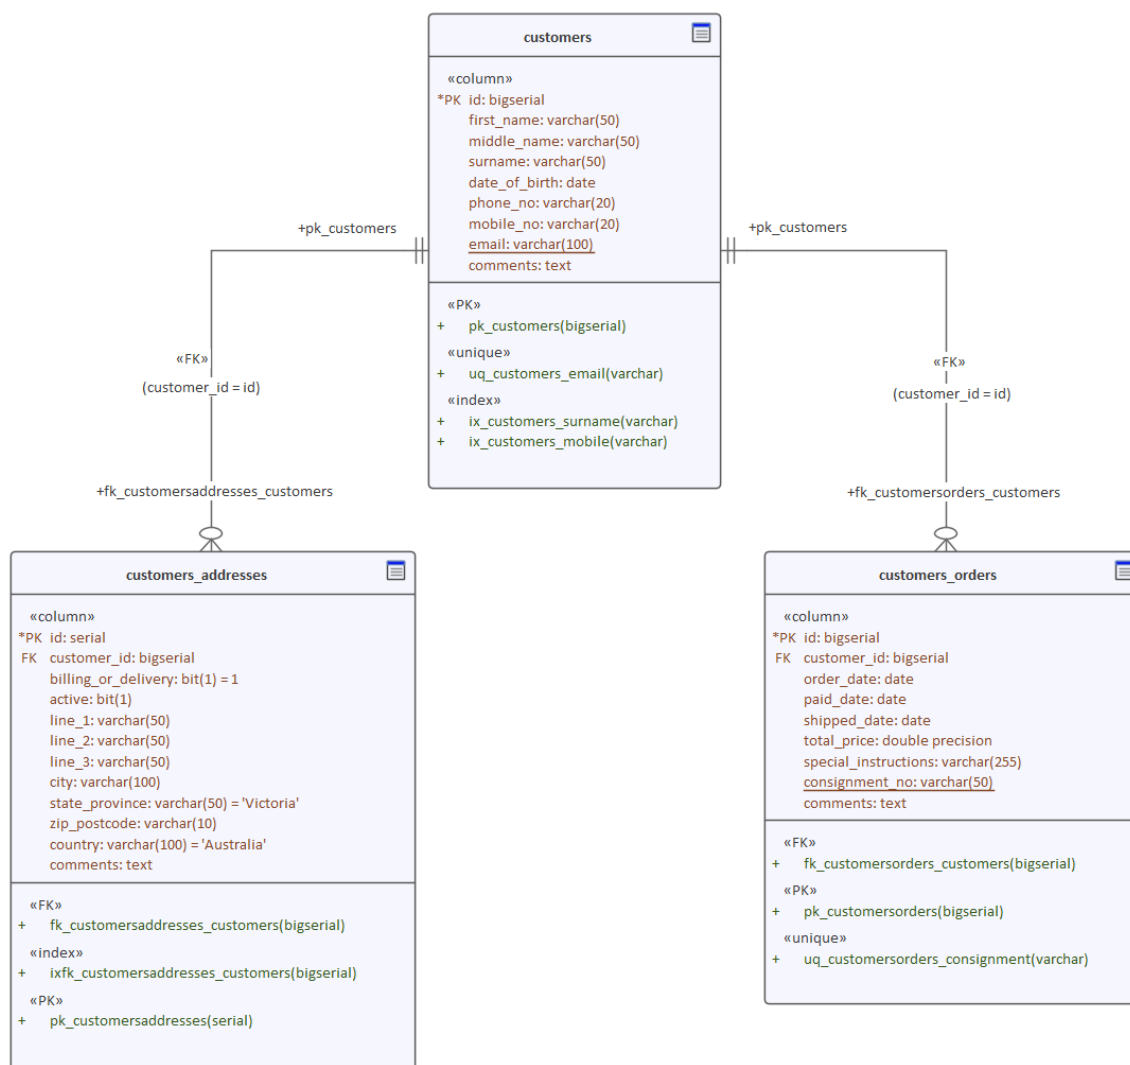 customers
«column»
*PK id: bigserial
first_name: varchar(50)
middle_name: varchar(50)
surname: varchar(50)
date_of_birth: date
phone_no: varchar(20)
mobile_no: varchar(20)
email: varchar(100)
comments: text
«PK»
+ pk_customers(bigserial)
«unique»
+ uq_customers_email(varchar)
«index»
+ ix_customers_surname(varchar)
+ ix_customers_mobile(varchar)
+pk_customers
«FK»
(customer_id = id)
+fk_customersaddresses_customers
+pk_customers
«FK»
(customer_id = id)
+fk_customersorders_customers
customers_addresses
«column»
*PK id: serial
FK customer_id: bigserial
billing_or_delivery: bit(1) = 1
active: bit(1)
line_1: varchar(50)
line_2: varchar(50)
line_3: varchar(50)
city: varchar(100)
state_province: varchar(50) = 'Victoria'
zip_postcode: varchar(10)
country: varchar(100) = 'Australia'
comments: text
«FK»
+ fk_customersaddresses_customers(bigserial)
«index»
+ ixfk_customersaddresses_customers(bigserial)
«PK»
+ pk_customersaddresses(serial)
customers_orders
«column»
*PK id: bigserial
FK customer_id: bigserial
order_date: date
paid_date: date
shipped_date: date
total_price: double precision
special_instructions: varchar(255)
consignment_no: varchar(50)
comments: text
«FK»
+ fk_customersorders_customers(bigserial)
«PK»
+ pk_customersorders(bigserial)
«unique»
+ uq_customersorders_consignment(varchar)